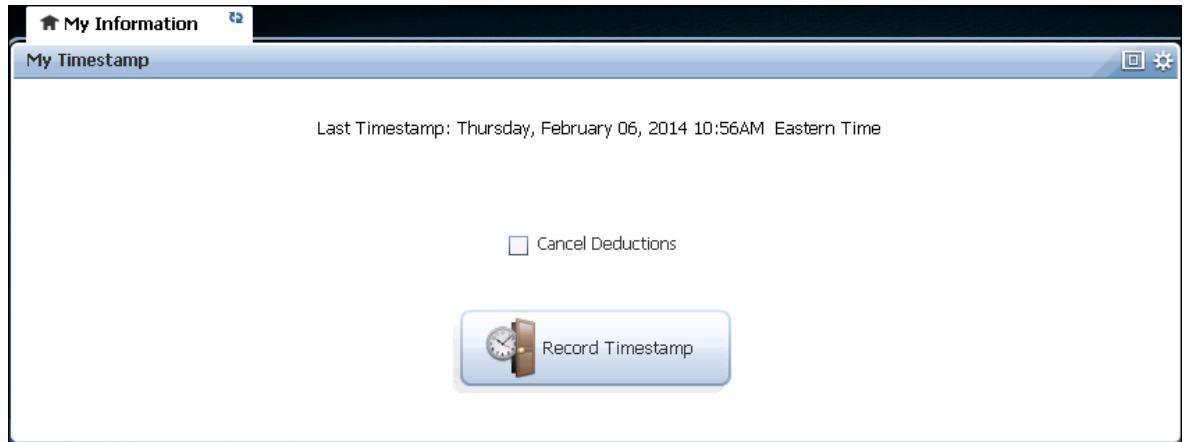 My Information
My Timestamp
Last Timestamp: Thursday, February 06, 2014 10:56AM Eastern Time
Cancel Deductions
Record Timestamp